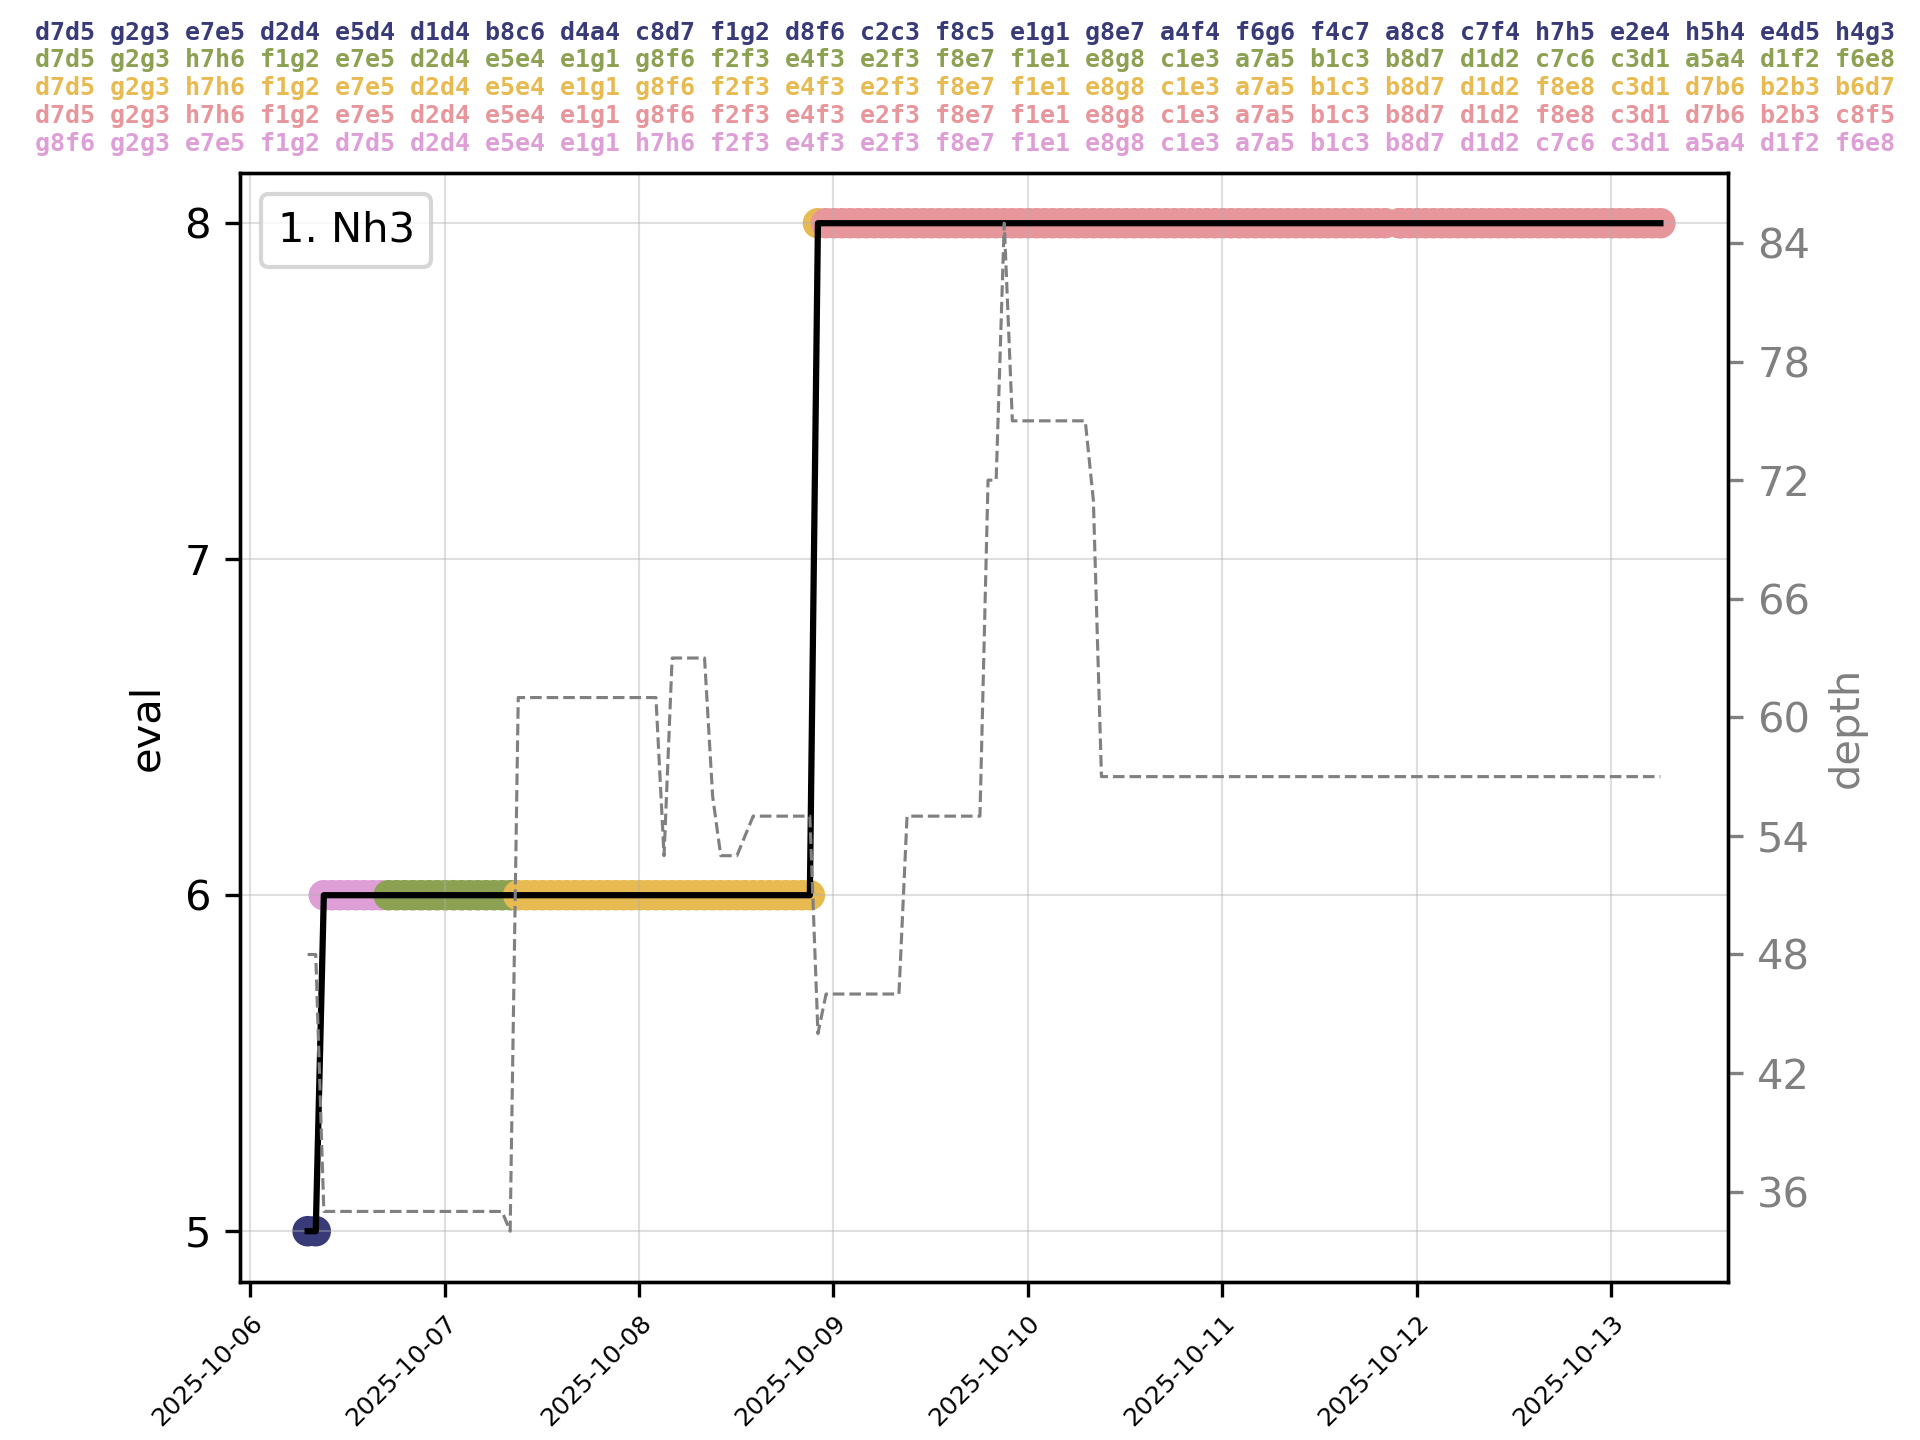 d7d5 g2g3 e7e5 d2d4 e5d4 d1d4 b8c6 d4a4 c8d7 f1g2 d8f6 c2c3 f8c5 e1g1 g8e7 a4f4 f6g6 f4c7 a8c8 c7f4 h7h5 e2e4 h5h4 e4d5 h4g3
d7d5 g2g3 h7h6 f1g2 e7e5 d2d4 e5e4 e1g1 g8f6 f2f3 e4f3 e2f3 f8e7 f1e1 e8g8 c1e3 a7a5 b1c3 b8d7 d1d2 c7c6 c3d1 a5a4 d1f2 f6e8
d7d5 g2g3 h7h6 f1g2 e7e5 d2d4 e5e4 e1g1 g8f6 f2f3 e4f3 e2f3 f8e7 f1e1 e8g8 c1e3 a7a5 b1c3 b8d7 d1d2 f8e8 c3d1 d7b6 b2b3 b6d7
d7d5 g2g3 h7h6 f1g2 e7e5 d2d4 e5e4 e1g1 g8f6 f2f3 e4f3 e2f3 f8e7 f1e1 e8g8 c1e3 a7a5 b1c3 b8d7 d1d2 f8e8 c3d1 d7b6 b2b3 c8f5
g8f6 g2g3 e7e5 f1g2 d7d5 d2d4 e5e4 e1g1 h7h6 f2f3 e4f3 e2f3 f8e7 f1e1 e8g8 c1e3 a7a5 b1c3 b8d7 d1d2 c7c6 c3d1 a5a4 d1f2 f6e8
1. Nh3
8
7
6
5
eval
84
78
72
66
60
54
48
42
36
depth
2025-10-06
2025-10-07
2025-10-08
2025-10-09
2025-10-10
2025-10-11
2025-10-12
2025-10-13